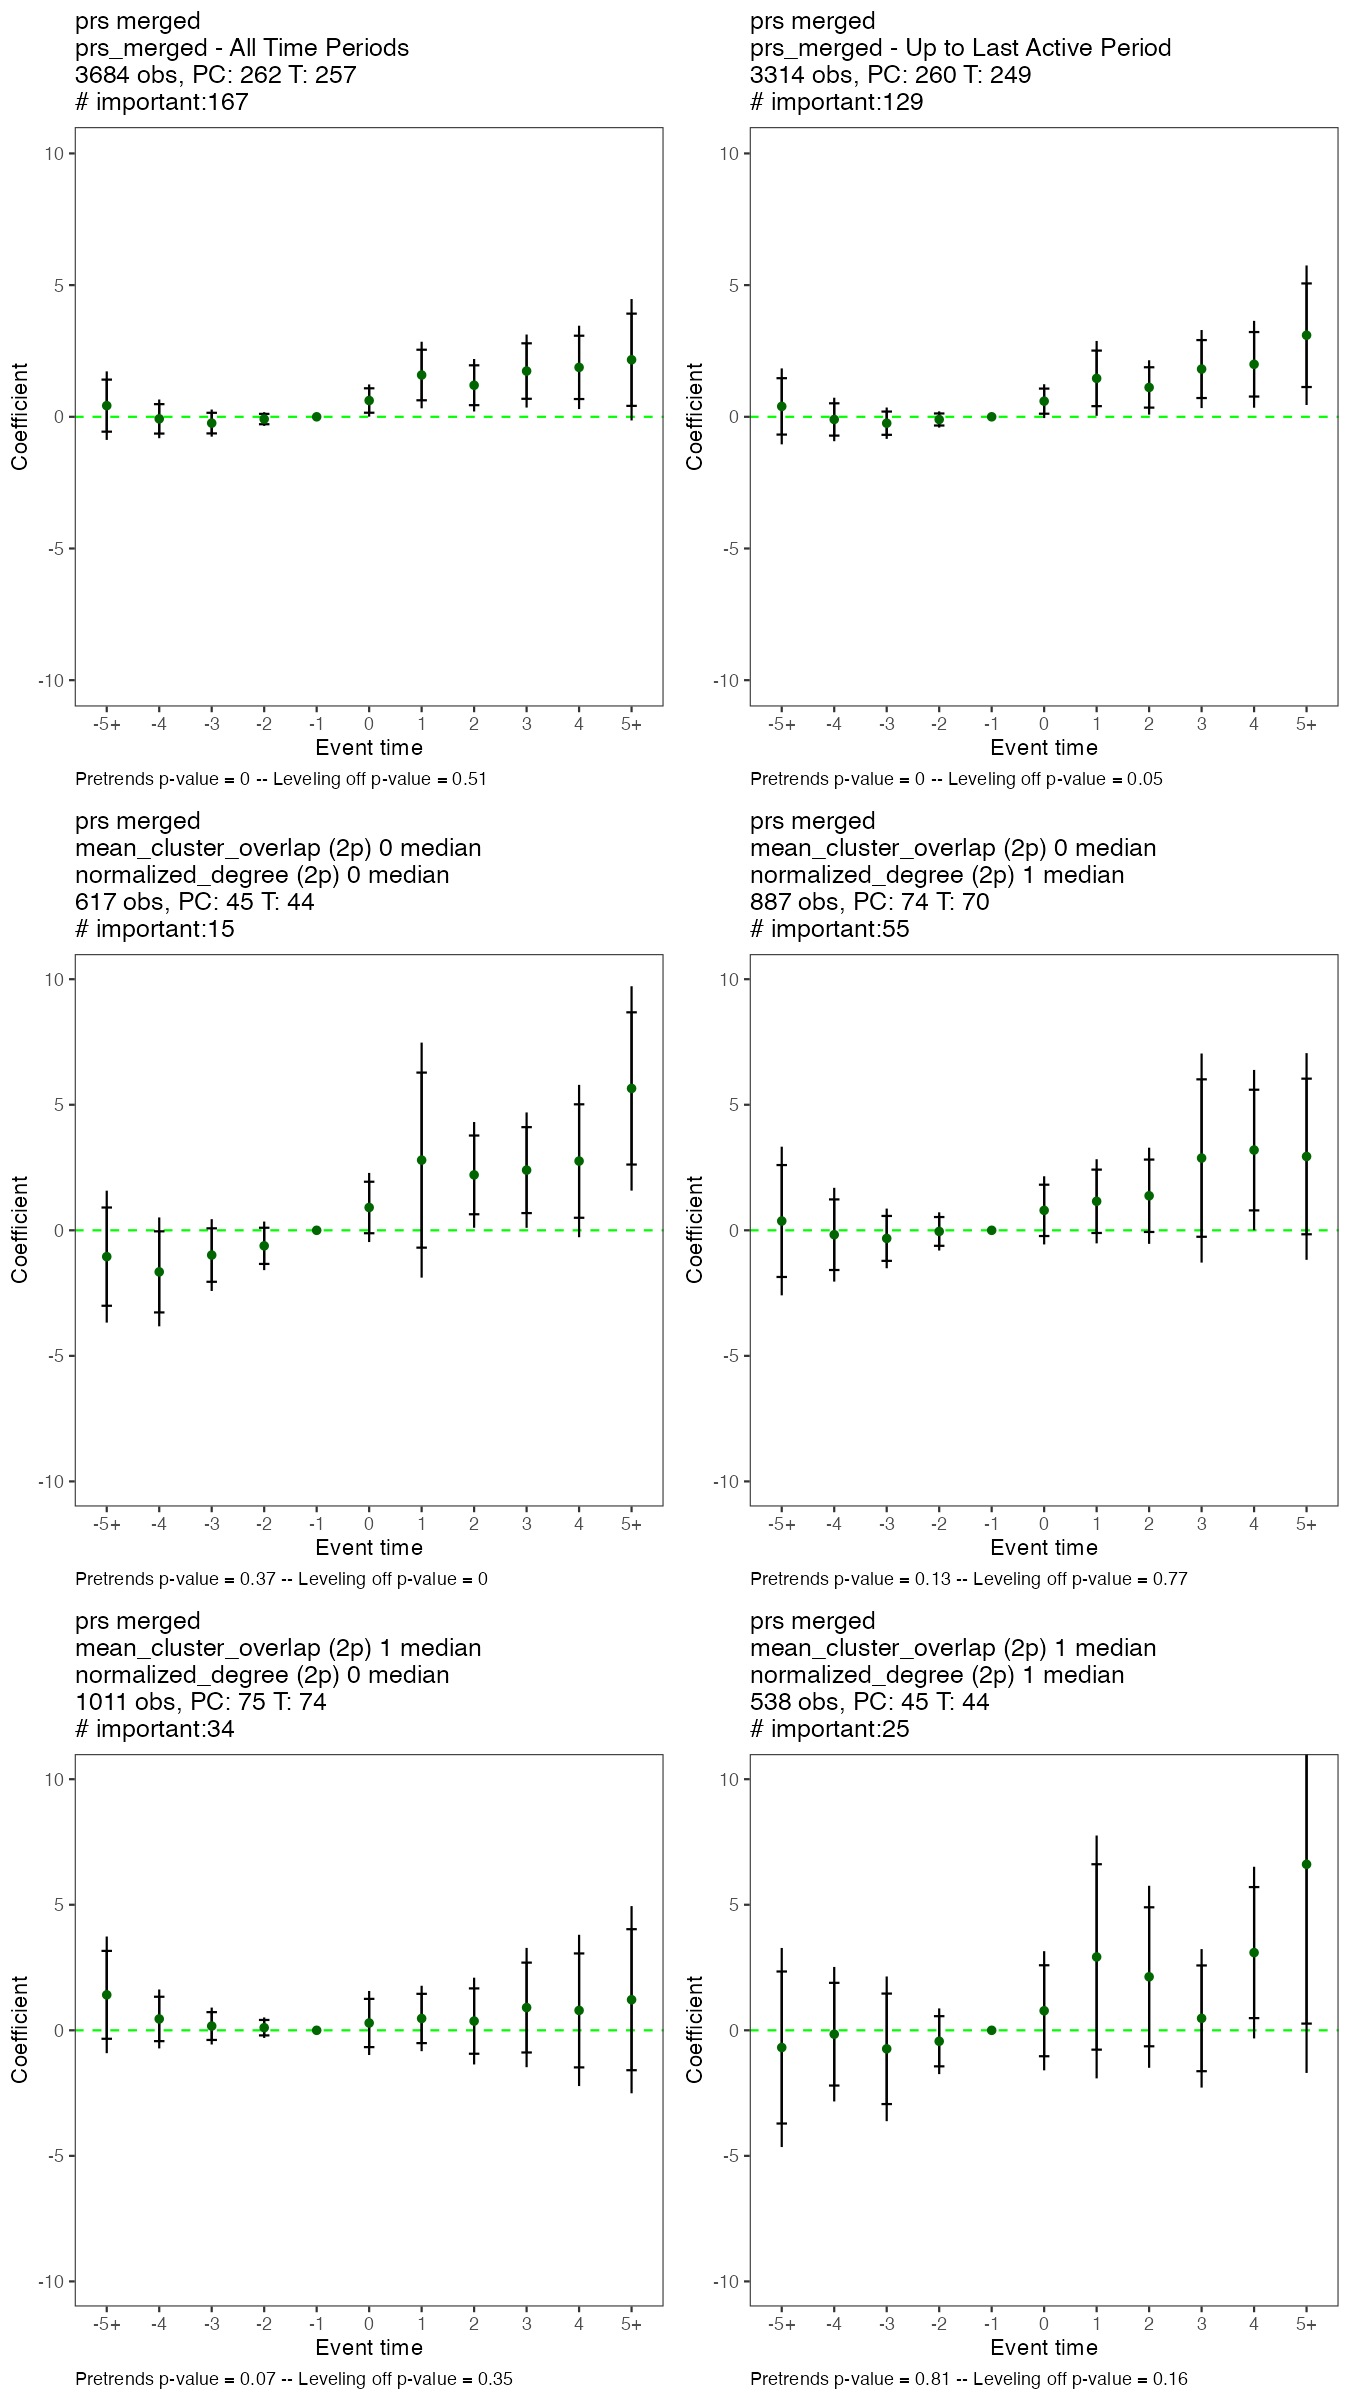 prs merged
prs_merged - All Time Periods
3684 obs, PC: 262 T: 257
# important:167
10
5
0
-5
-10
Coefficient
-5+ -4 -3 -2 -1 0 1 2 3 4 5+
Event time
Pretrends p-value = 0 -- Leveling off p-value = 0.51
prs merged
prs_merged - Up to Last Active Period
3314 obs, PC: 260 T: 249
# important:129
10
5
0
-5
-10
Coefficient
-5+ -4 -3 -2 -1 0 1 2 3 4 5+
Event time
Pretrends p-value = 0 -- Leveling off p-value = 0.05
prs merged
mean_cluster_overlap (2p) 0 median
normalized_degree (2p) 0 median
617 obs, PC: 45 T: 44
# important:15
10
5
0
-5
-10
Coefficient
-5+ -4 -3 -2 -1 0 1 2 3 4 5+
Event time
Pretrends p-value = 0.37 -- Leveling off p-value = 0
prs merged
mean_cluster_overlap (2p) 0 median
normalized_degree (2p) 1 median
887 obs, PC: 74 T: 70
# important:55
10
5
0
-5
-10
Coefficient
-5+ -4 -3 -2 -1 0 1 2 3 4 5+
Event time
Pretrends p-value = 0.13 -- Leveling off p-value = 0.77
prs merged
mean_cluster_overlap (2p) 1 median
normalized_degree (2p) 0 median
1011 obs, PC: 75 T: 74
# important:34
10
5
0
-5
-10
Coefficient
-5+ -4 -3 -2 -1 0 1 2 3 4 5+
Event time
Pretrends p-value = 0.07 -- Leveling off p-value = 0.35
prs merged
mean_cluster_overlap (2p) 1 median
normalized_degree (2p) 1 median
538 obs, PC: 45 T: 44
# important:25
10
5
0
-5
-10
Coefficient
-5+ -4 -3 -2 -1 0 1 2 3 4 5+
Event time
Pretrends p-value = 0.81 -- Leveling off p-value = 0.16